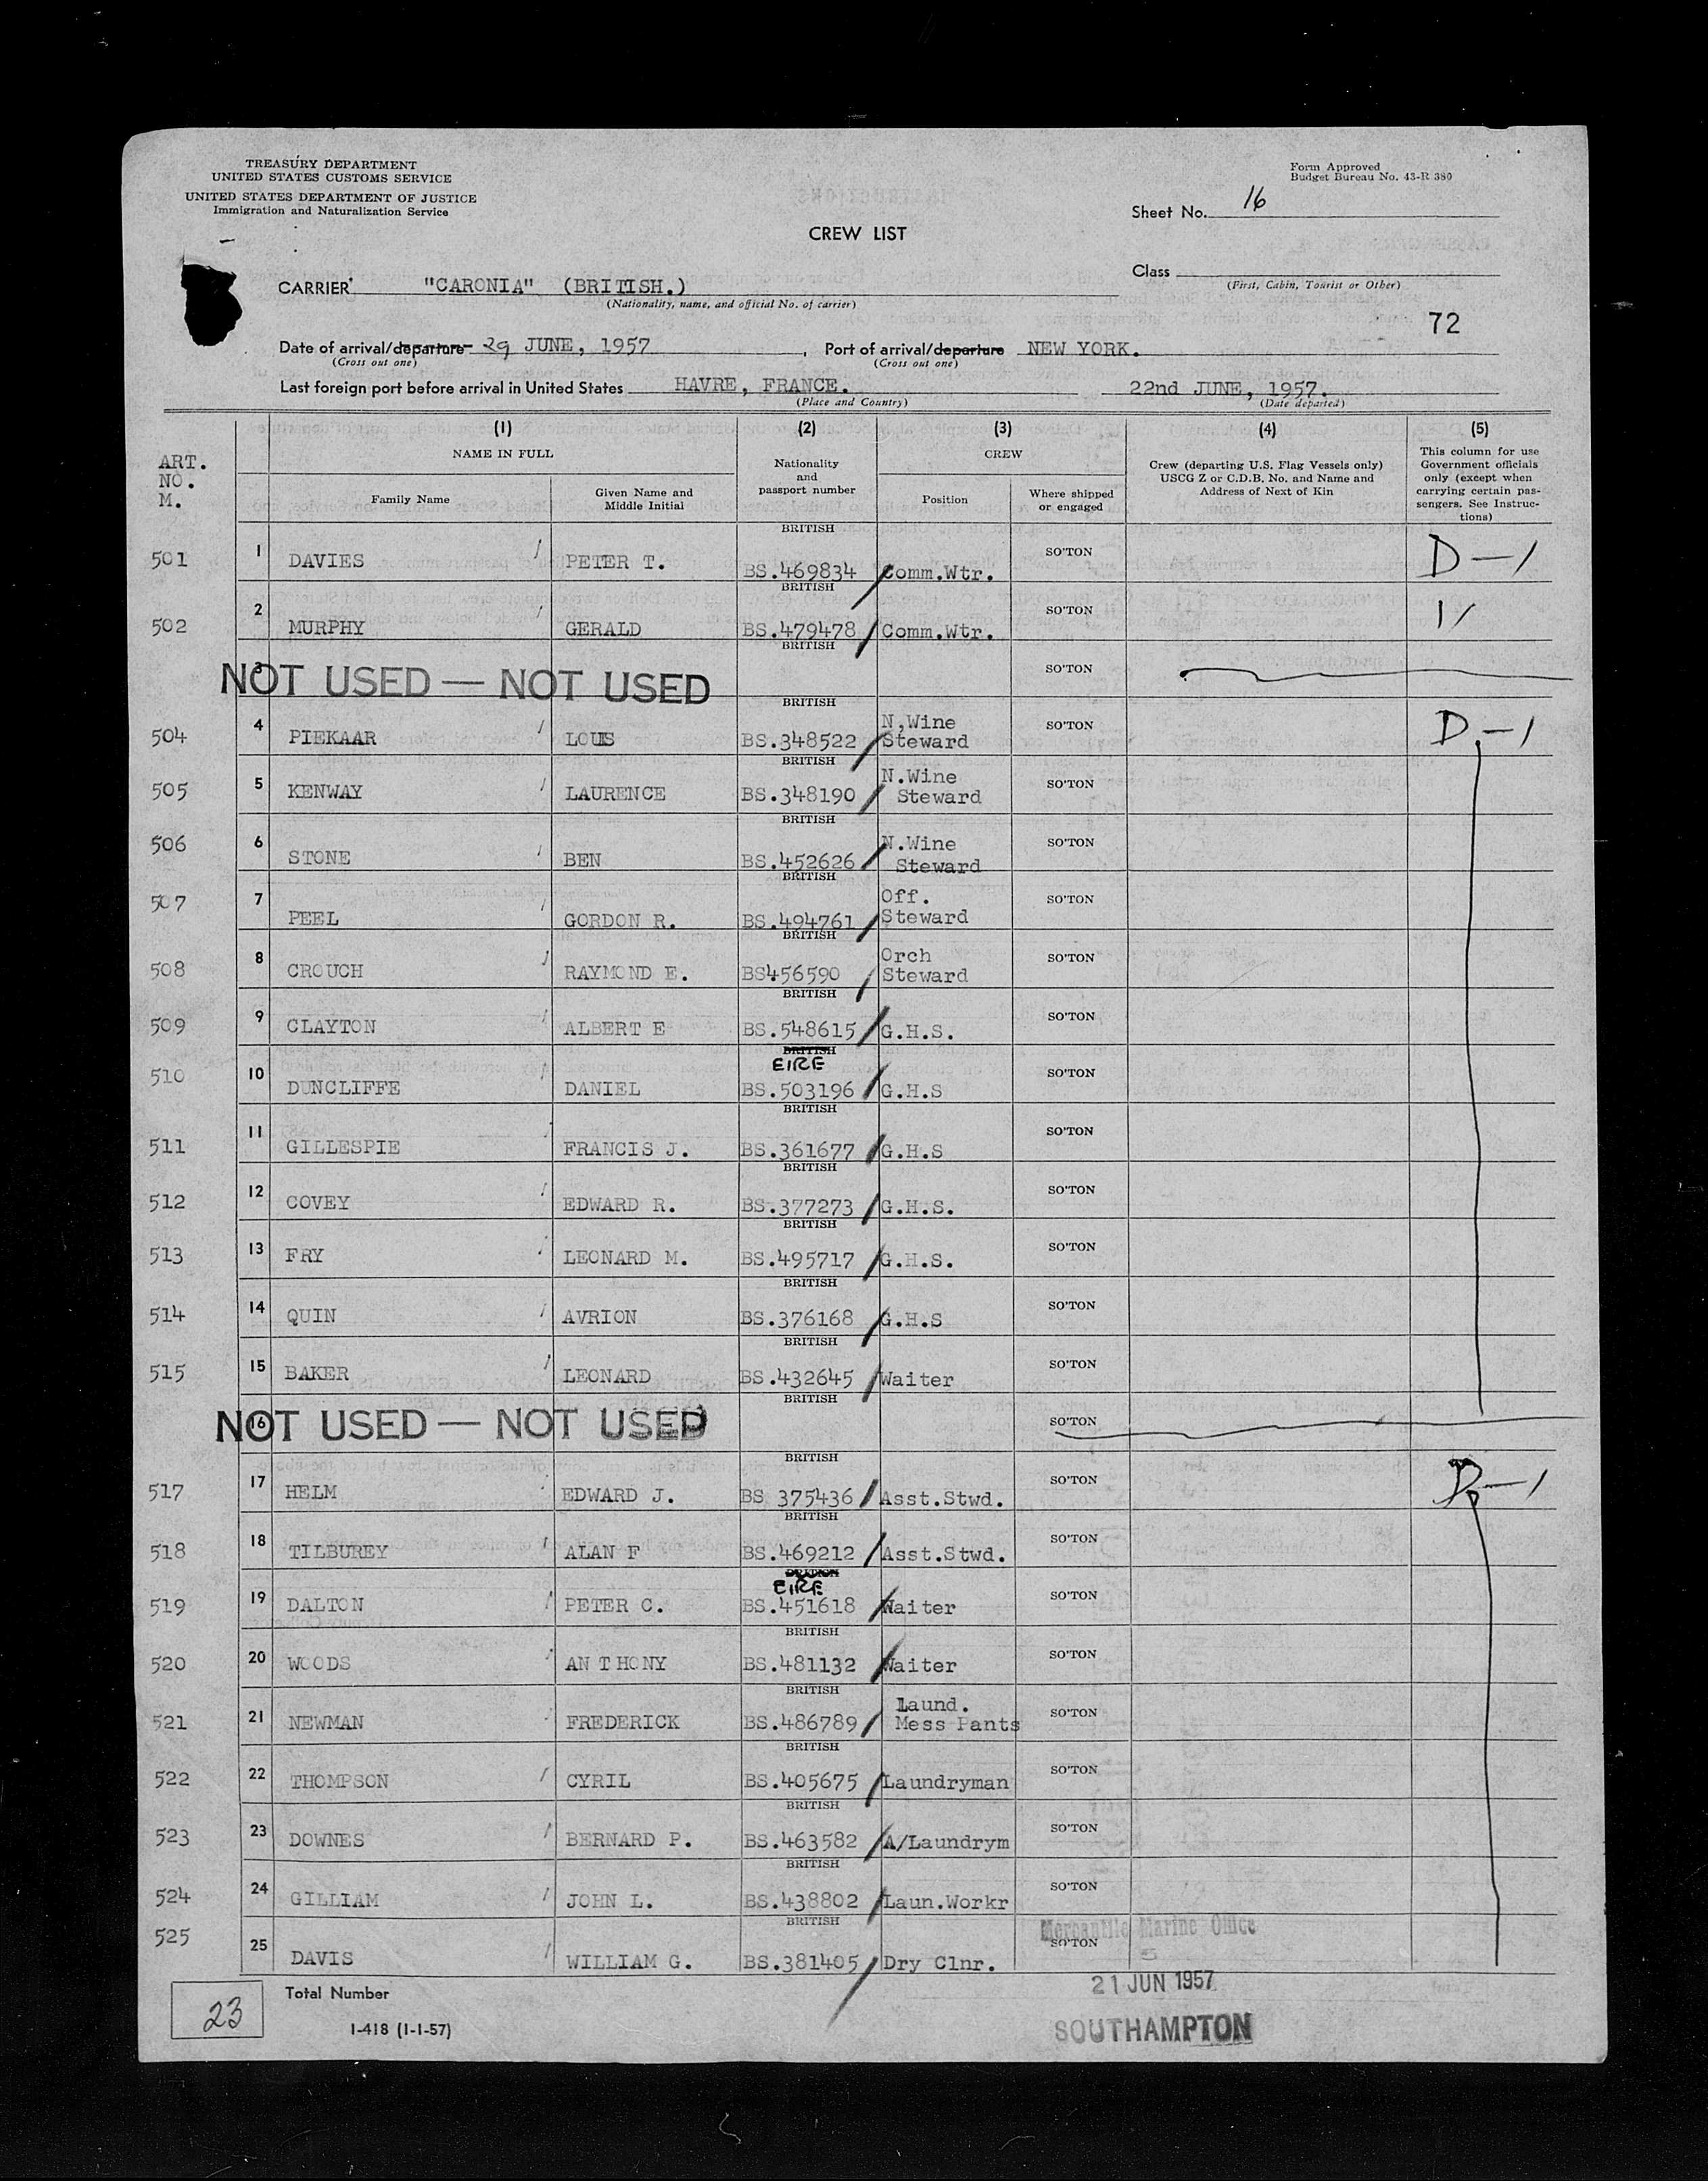 TREASURY DEPARTMENT
UNITED STATES CUSTOMS SERVICE
UNITED STATES DEPARTMENT OF JUSTICE
Immigration and Naturalization Service
Form Approved
Budget Bureau No. 43-R 380
Sheet No. 16
CREW LIST
Class
(First, Cabin, Tourist or Other)
CARRIER "CARONIA" (BRITISH.)
(Nationality, name, and official No. of carrier)
72
Date of arrival/departure 29 JUNE, 1957, Port of arrival/departure NEW YORK.
(Cross out one) (Cross out one)
Last foreign port before arrival in United States HAVRE, FRANCE. 22nd JUNE, 1957.
(Place and Country) (Date departed)
ART. NO. M.
(1) NAME IN FULL
Family Name
Given Name and Middle Initial
(2) Nationality and passport number
(3) CREW
Position
Where shipped or engaged
(4) Crew (departing U.S. Flag Vessels only) USCG Z or C.D.B. No. and Name and Address of Next of Kin
(5) This column for use Government officials only (except when carrying certain passengers. See Instructions)
501 1 DAVIES PETER T. BRITISH BS.469834 Comm.Wtr. SO'TON D-1
502 2 MURPHY GERALD BRITISH BS.479478 Comm.Wtr. SO'TON 1/
3 NOT USED — NOT USED BRITISH SO'TON
504 4 PIEKAAR LOUIS BRITISH BS.348522 N,Wine Steward SO'TON D-1
505 5 KENWAY LAURENCE BRITISH BS.348190 N.Wine Steward SO'TON
506 6 STONE BEN BRITISH BS.452626 N.Wine Steward SO'TON
507 7 PEEL GORDON R. BRITISH BS.494761 Off. Steward SO'TON
508 8 CROUCH RAYMOND E. BRITISH BS456590 Orch Steward SO'TON
509 9 CLAYTON ALBERT E BRITISH BS.548615 G.H.S. SO'TON
510 10 DUNCLIFFE DANIEL BRITISH EIRE BS.503196 G.H.S SO'TON
511 11 GILLESPIE FRANCIS J. BRITISH BS.361677 G.H.S SO'TON
512 12 COVEY EDWARD R. BRITISH BS.377273 G.H.S. SO'TON
513 13 FRY LEONARD M. BRITISH BS.495717 G.H.S. SO'TON
514 14 QUIN AVRION BRITISH BS.376168 G.H.S SO'TON
515 15 BAKER LEONARD BRITISH BS.432645 Waiter SO'TON
16 NOT USED — NOT USED BRITISH SO'TON
517 17 HELM EDWARD J. BRITISH BS 375436 Asst.Stwd. SO'TON D-1
518 18 TILBUREY ALAN F BRITISH BS.469212 Asst.Stwd. SO'TON
519 19 DALTON PETER C. EIRE BS.451618 Waiter SO'TON
520 20 WOODS ANTHONY BRITISH BS.481132 Waiter SO'TON
521 21 NEWMAN FREDERICK BRITISH BS.486789 Laund. Mess Pants SO'TON
522 22 THOMPSON CYRIL BRITISH BS.405675 Laundryman SO'TON
523 23 DOWNES BERNARD P. BRITISH BS.463582 A/Laundrym SO'TON
524 24 GILLIAM JOHN L. BRITISH BS.438802 Laun.Workr SO'TON
525 25 DAVIS WILLIAM G. BRITISH BS.381405 Dry Clnr. SO'TON
Mercantile Marine Office
5
21 JUN 1957
SOUTHAMPTON
23 Total Number
I-418 (1-1-57)